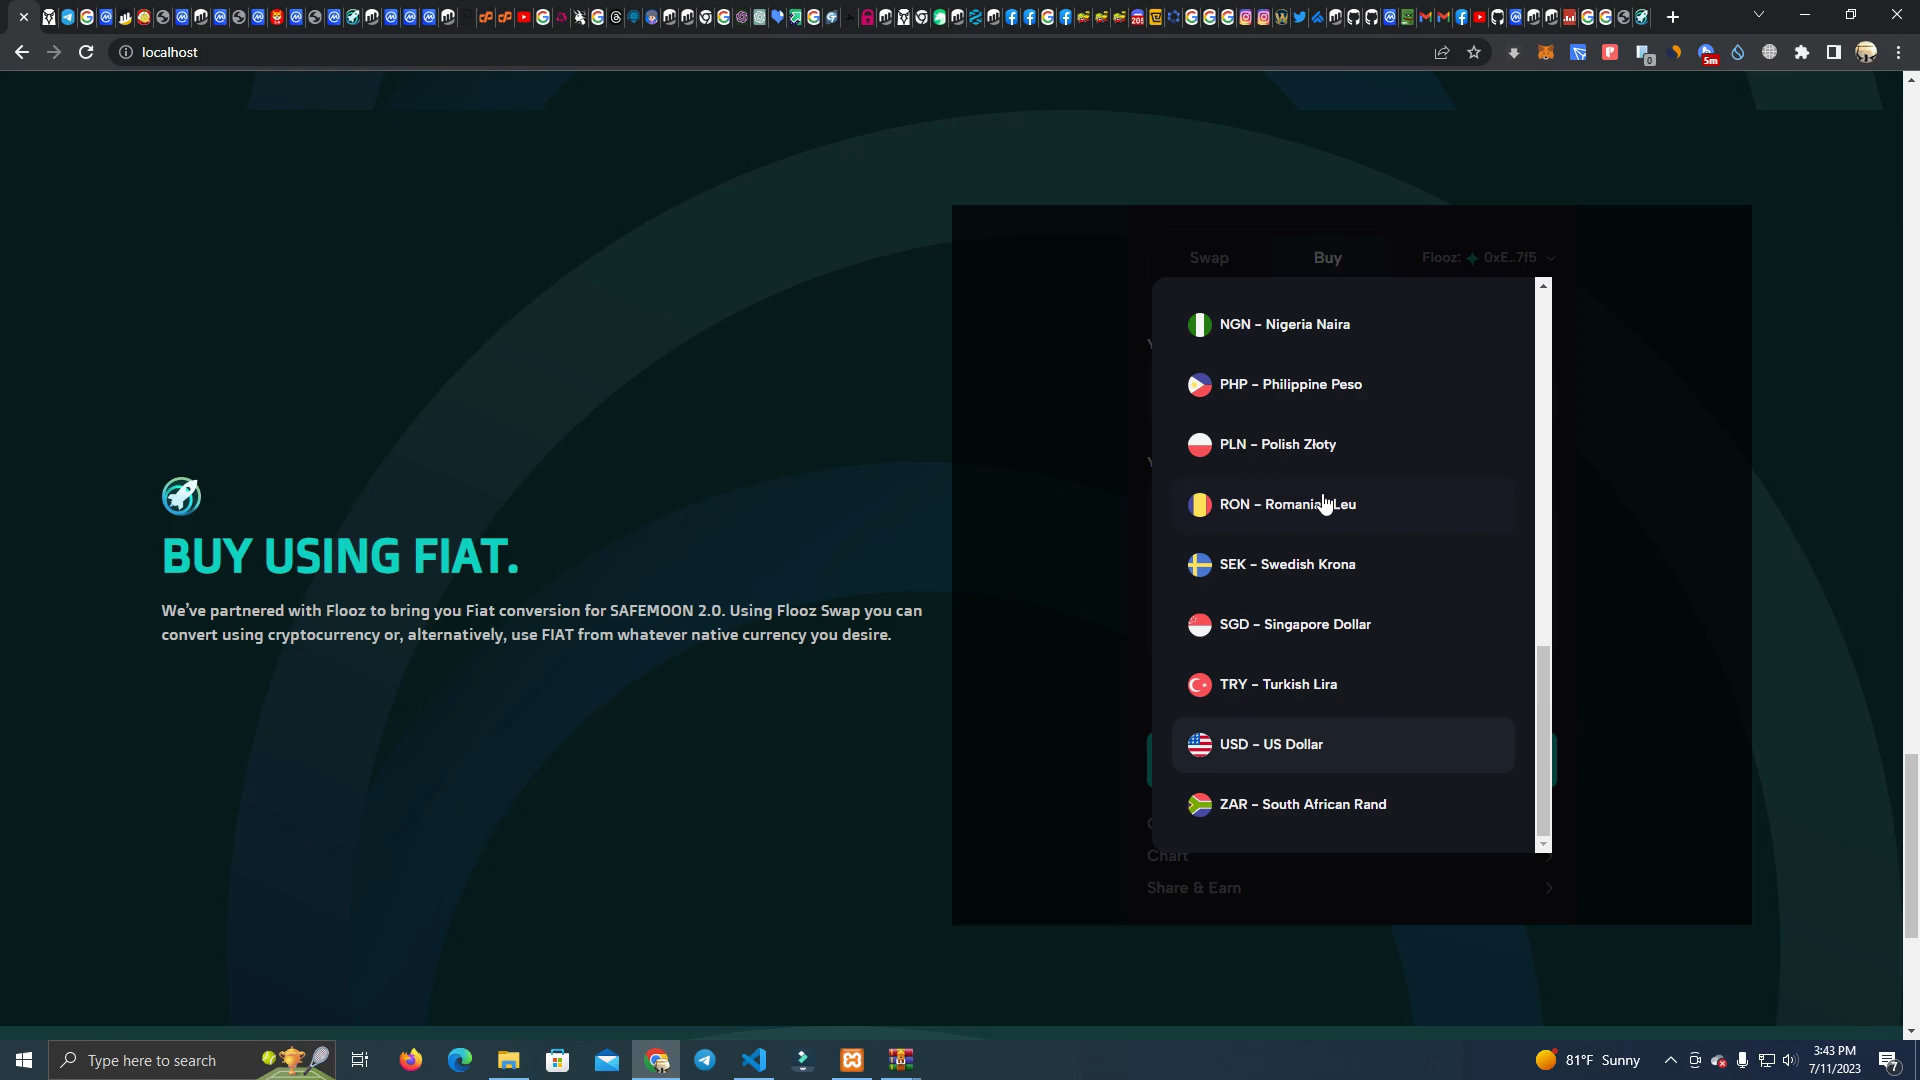 localhost
0
5m
Swap
Buy
Flooz: 0xE..7f5
NGN - Nigeria Naira
PHP - Philippine Peso
PLN - Polish Złoty
RON - Romania Leu
SEK - Swedish Krona
SGD - Singapore Dollar
TRY - Turkish Lira
USD - US Dollar
ZAR - South African Rand
Chart
Share & Earn
BUY USING FIAT.
We've partnered with Flooz to bring you Fiat conversion for SAFEMOON 2.0. Using Flooz Swap you can
convert using cryptocurrency or, alternatively, use FIAT from whatever native currency you desire.
Type here to search
81°F Sunny
3:43 PM
7/11/2023
7